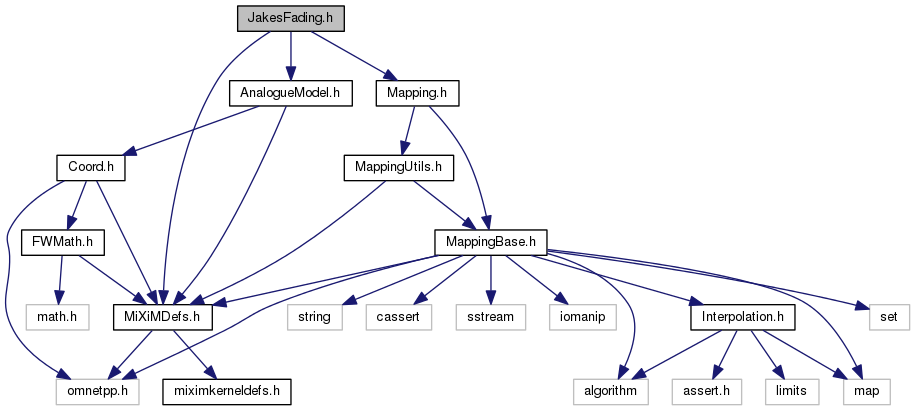 JakesFading.h
AnalogueModel.h
Mapping.h
Coord.h
MappingUtils.h
FWMath.h
MappingBase.h
math.h
MiXiMDefs.h
string
cassert
sstream
iomanip
Interpolation.h
set
omnetpp.h
miximkerneldefs.h
algorithm
assert.h
limits
map